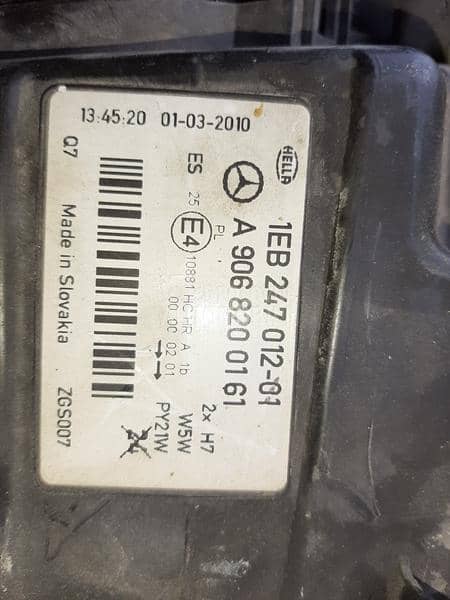 HELLA
1EB 247 012-01
A 906 820 01 61
PL
ES 25 E4 10881 HC HR A 1b
00 00 02 01
2x H7
W5W
PY21W
24
13:45:20 01-03-2010
Q7 Made in Slovakia ZGS007